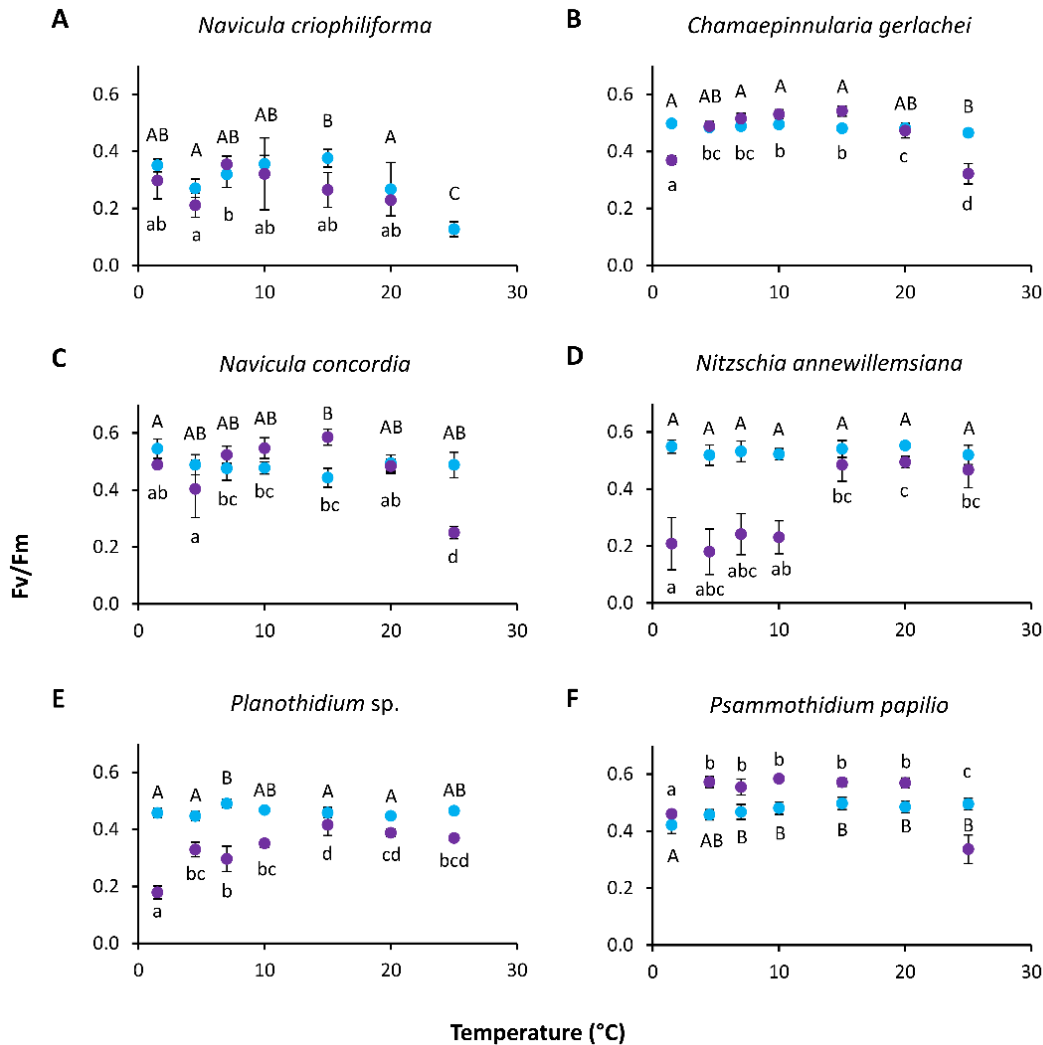 A Navicula criophiliforma
B Chamaepinnularia gerlachei
0.6
0.4
0.2
0.0
AB A AB AB B A C
ab a b ab ab ab
0 10 20 30
0.6
0.4
0.2
0.0
A AB A A A AB B
a bc bc b b c d
0 10 20 30
C Navicula concordia
D Nitzschia annewillemsiana
0.6
0.4
0.2
0.0
A AB AB AB B AB AB
ab a bc bc bc ab d
0 10 20 30
0.6
0.4
0.2
0.0
A A A A A A A
a abc abc ab bc c bc
0 10 20 30
Fv/Fm
E Planothidium sp.
F Psammothidium papilio
0.6
0.4
0.2
0.0
A A B AB A A AB
a bc b bc d cd bcd
0 10 20 30
0.6
0.4
0.2
0.0
a b b b b b c
A AB B B B B B
0 10 20 30
Temperature (°C)